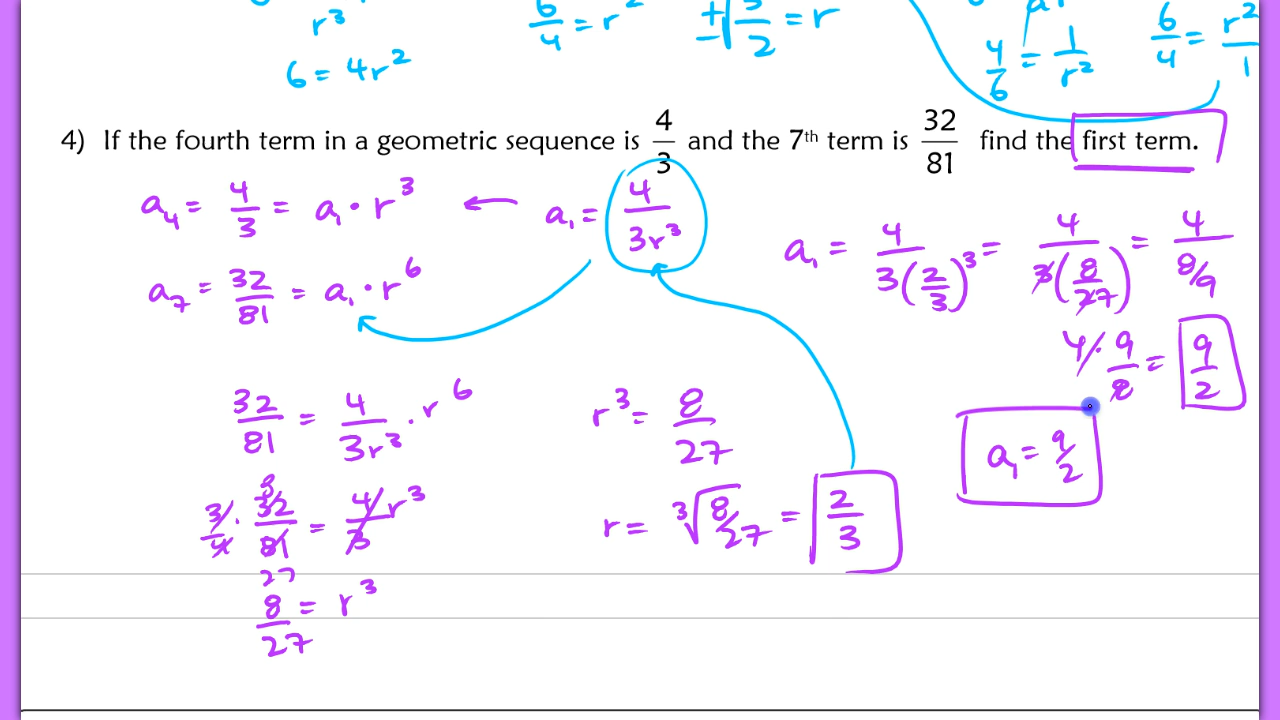 r³
6/4 = r²
±√3/2 = r
6 = 4r²
4/6 = 1/r²
6/4 = r²/1
4) If the fourth term in a geometric sequence is 4/3 and the 7th term is 32/81 find the first term.
a₄ = 4/3 = a₁ · r³ ← a₁ = 4/3r³
a₇ = 32/81 = a₁ · r⁶
a₁ = 4/3(2/3)³ = 4/3(8/27) = 4/8/9
4 · 9/8 = 9/2
32/81 = 4/3r³ · r⁶
r³ = 8/27
a₁ = 9/2
3/4 · 32/81 = 4/3 r³
8
27
r = ³√8/27 = 2/3
8/27 = r³